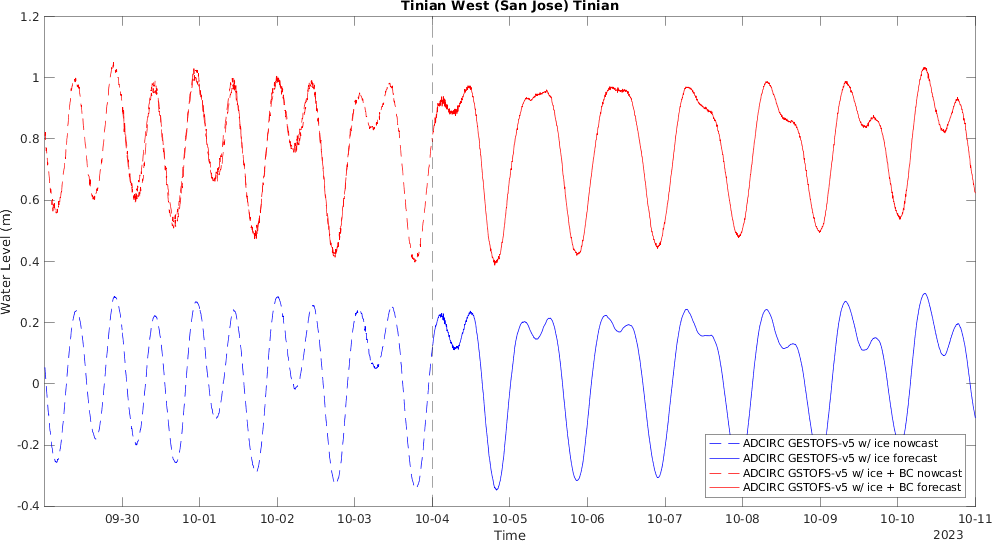 Tinian West (San Jose) Tinian
Water Level (m)
1.2
1
0.8
0.6
0.4
0.2
0
-0.2
-0.4
ADCIRC GESTOFS-v5 w/ ice nowcast
ADCIRC GESTOFS-v5 w/ ice forecast
ADCIRC GSTOFS-v5 w/ ice + BC nowcast
ADCIRC GSTOFS-v5 w/ ice + BC forecast
09-30 10-01 10-02 10-03 10-04 10-05 10-06 10-07 10-08 10-09 10-10 10-11
Time
2023